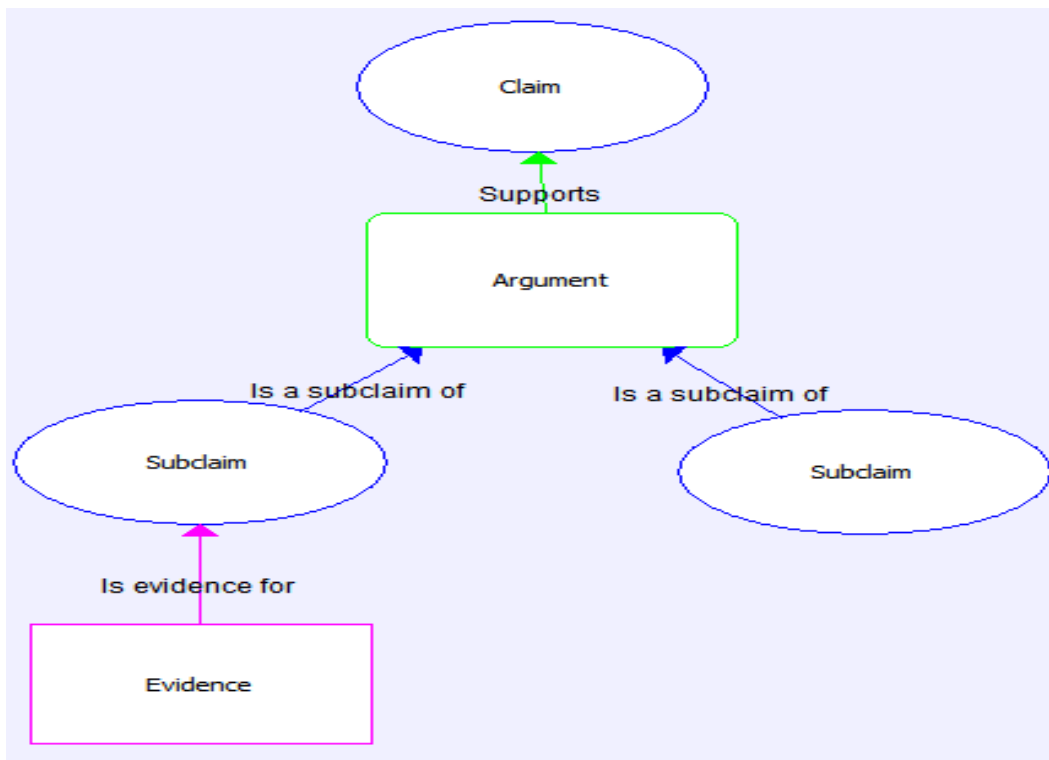 Claim
Supports
Argument
Is a subclaim of
Is a subclaim of
Subclaim
Subclaim
Is evidence for
Evidence